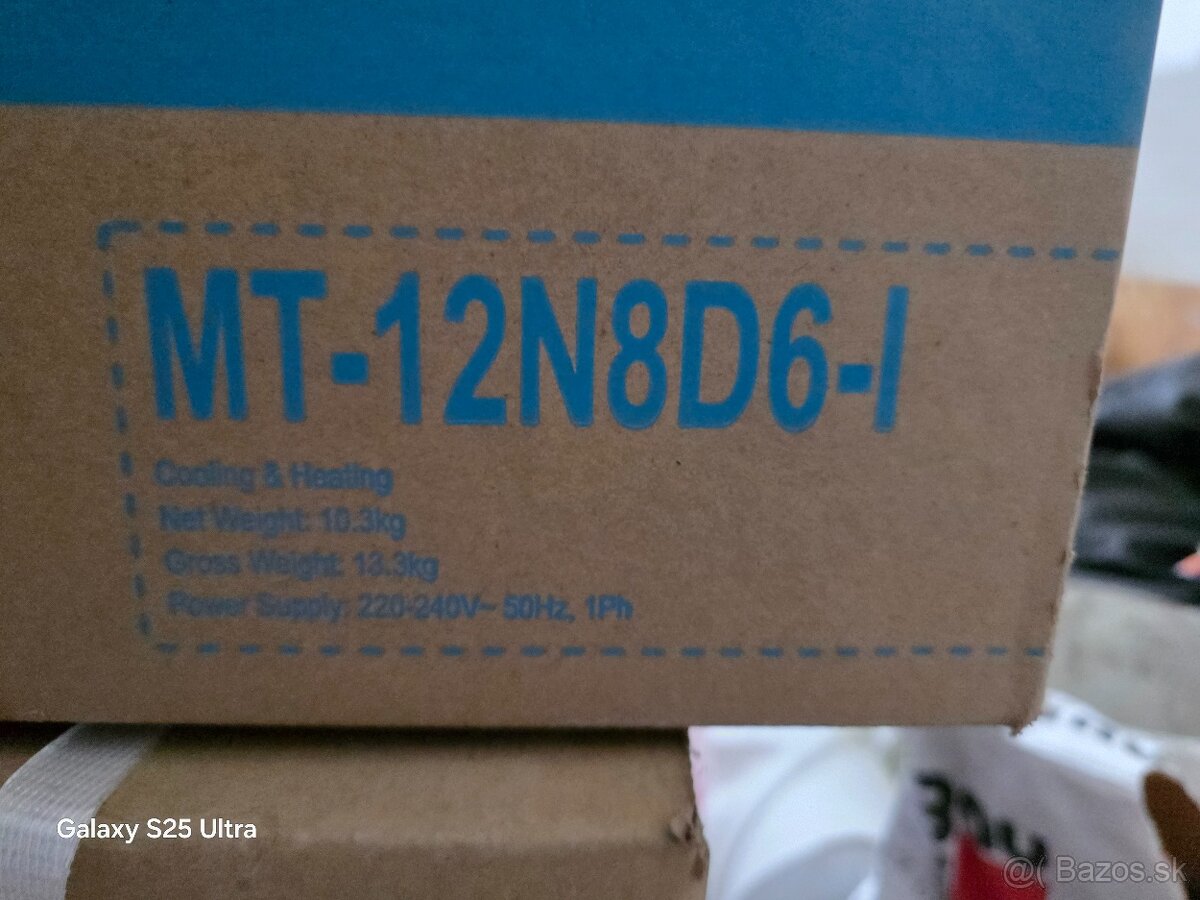 MT-12N8D6-I
Cooling & Heating
Net Weight: 10.3kg
Gross Weight: 13.3kg
Power Supply: 220-240V~ 50Hz, 1Ph
Galaxy S25 Ultra
@( Bazos.sk